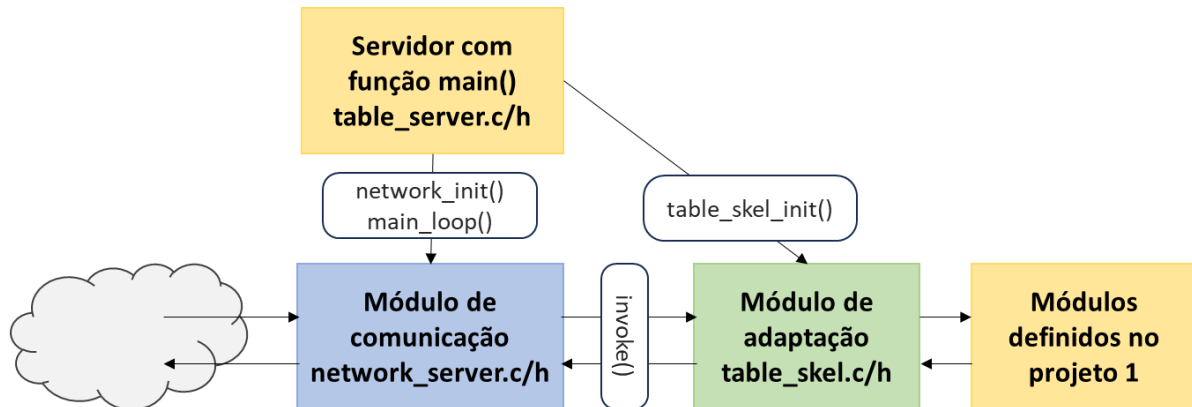 Servidor com
função main()
table_server.c/h
network_init()
main_loop()
table_skel_init()
Módulo de
comunicação
network_server.c/h
invoke()
Módulo de
adaptação
table_skel.c/h
Módulos
definidos no
projeto 1